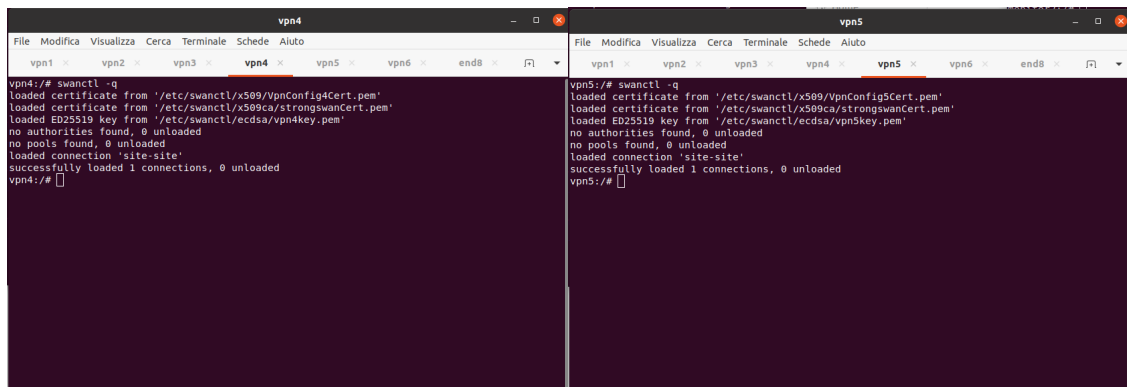 vpn4
File Modifica Visualizza Cerca Terminale Schede Aiuto
vpn1 × vpn2 × vpn3 × vpn4 × vpn5 × vpn6 × end8 ×
vpn4:/# swanctl -q
loaded certificate from '/etc/swanctl/x509/VpnConfig4Cert.pem'
loaded certificate from '/etc/swanctl/x509ca/strongswanCert.pem'
loaded ED25519 key from '/etc/swanctl/ecdsa/vpn4key.pem'
no authorities found, 0 unloaded
no pools found, 0 unloaded
loaded connection 'site-site'
successfully loaded 1 connections, 0 unloaded
vpn4:/#
vpn5
File Modifica Visualizza Cerca Terminale Schede Aiuto
vpn1 × vpn2 × vpn3 × vpn4 × vpn5 × vpn6 × end8 ×
vpn5:/# swanctl -q
loaded certificate from '/etc/swanctl/x509/VpnConfig5Cert.pem'
loaded certificate from '/etc/swanctl/x509ca/strongswanCert.pem'
loaded ED25519 key from '/etc/swanctl/ecdsa/vpn5key.pem'
no authorities found, 0 unloaded
no pools found, 0 unloaded
loaded connection 'site-site'
successfully loaded 1 connections, 0 unloaded
vpn5:/#